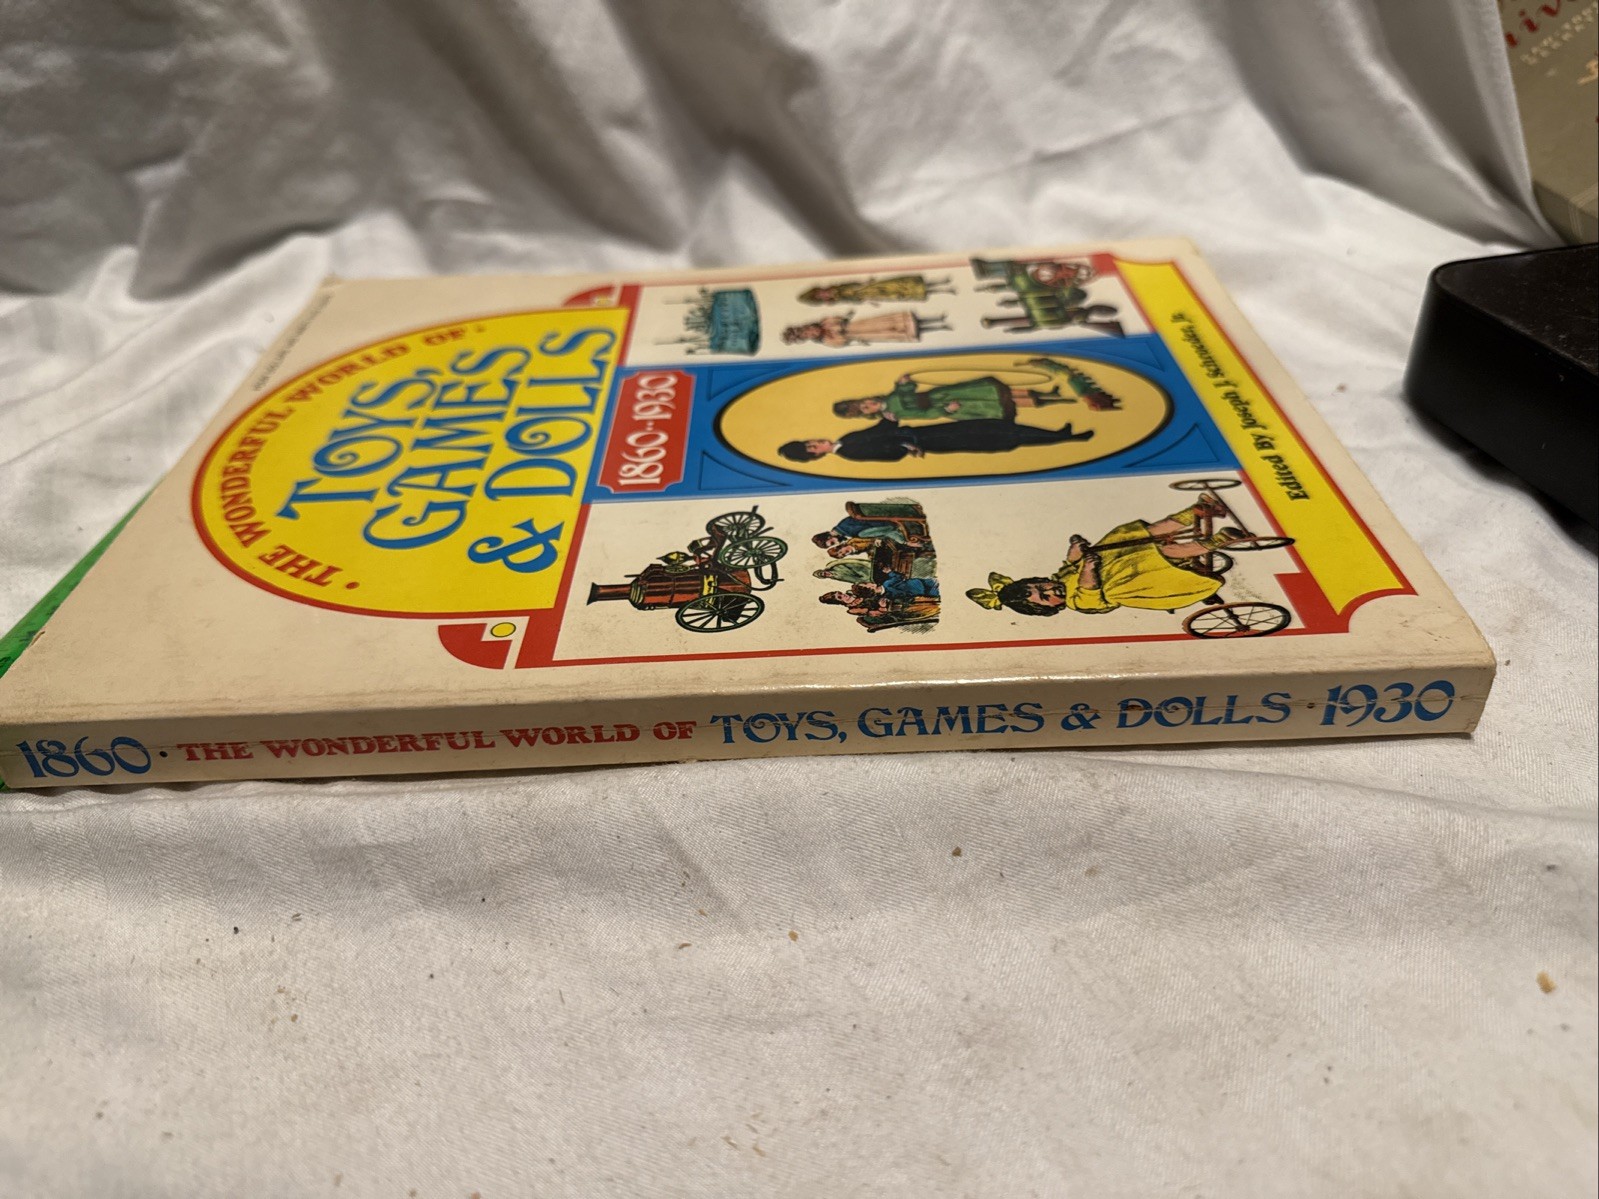 · THE WONDERFUL WORLD OF ·
TOYS,
GAMES
& DOLLS
1860··1930
Edited By Joseph J. Schroeder, Jr.
1860 · THE WONDERFUL WORLD OF TOYS, GAMES & DOLLS · 1930